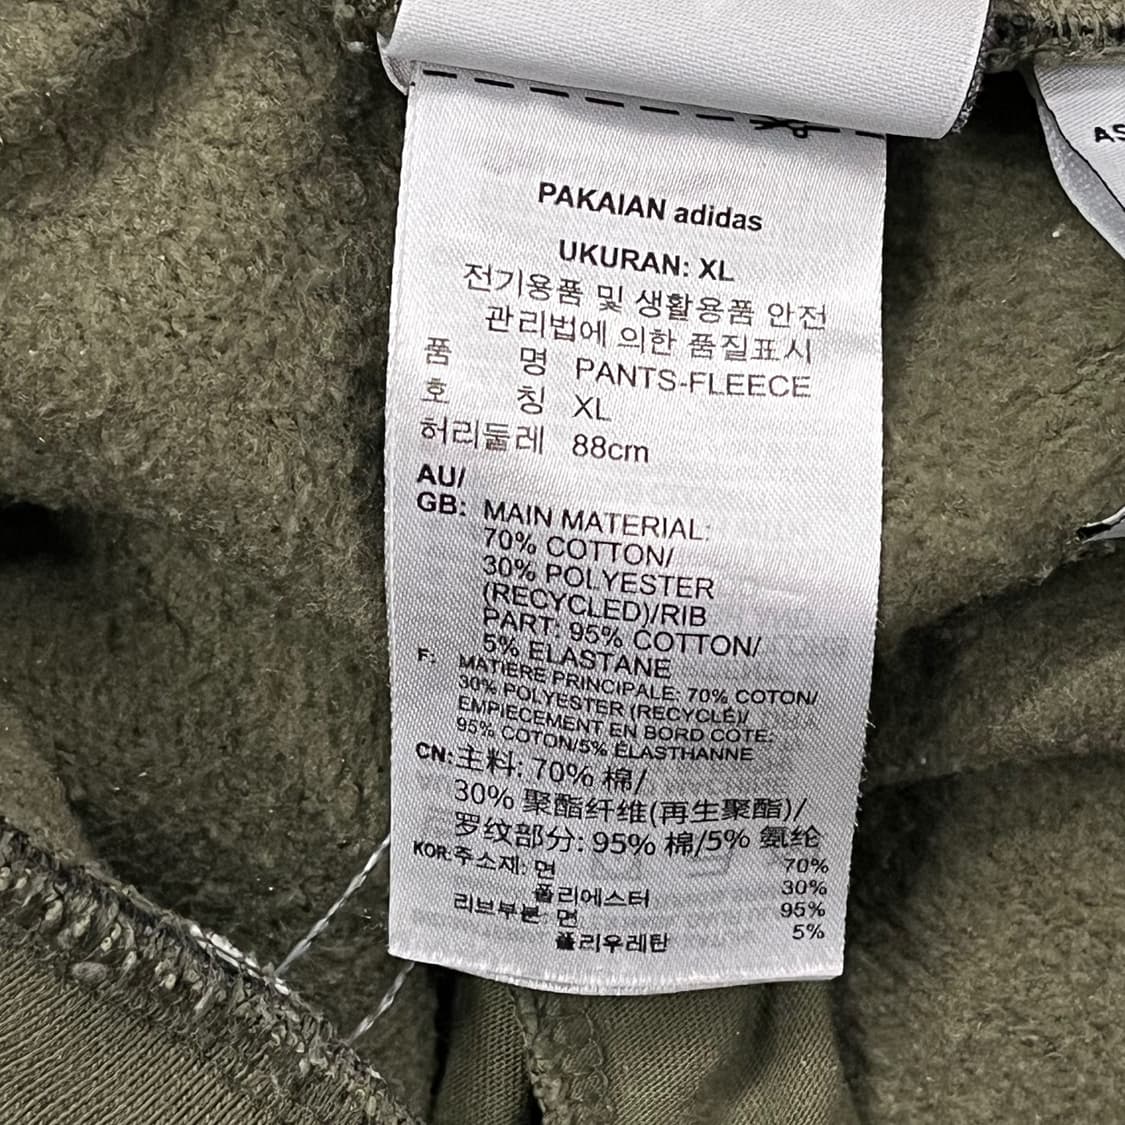 PAKAIAN adidas
UKURAN: XL
전기용품 및 생활용품 안전
관리법에 의한 품질표시
품 명 PANTS-FLEECE
호 칭 XL
허리둘레 88cm
AU/
GB: MAIN MATERIAL:
70% COTTON/
30% POLYESTER
(RECYCLED)/RIB
PART: 95% COTTON/
5% ELASTANE
F: MATIÈRE PRINCIPALE: 70% COTON/
30% POLYESTER (RECYCLÉ)/
EMPIECEMENT EN BORD CÔTE:
95% COTON/5% ÉLASTHANNE
CN: 主料: 70% 棉/
30% 聚酯纤维(再生聚酯)/
罗纹部分: 95% 棉/5% 氨纶
KOR: 주소재: 면 70%
폴리에스터 30%
리브부분: 면 95%
폴리우레탄 5%
AS